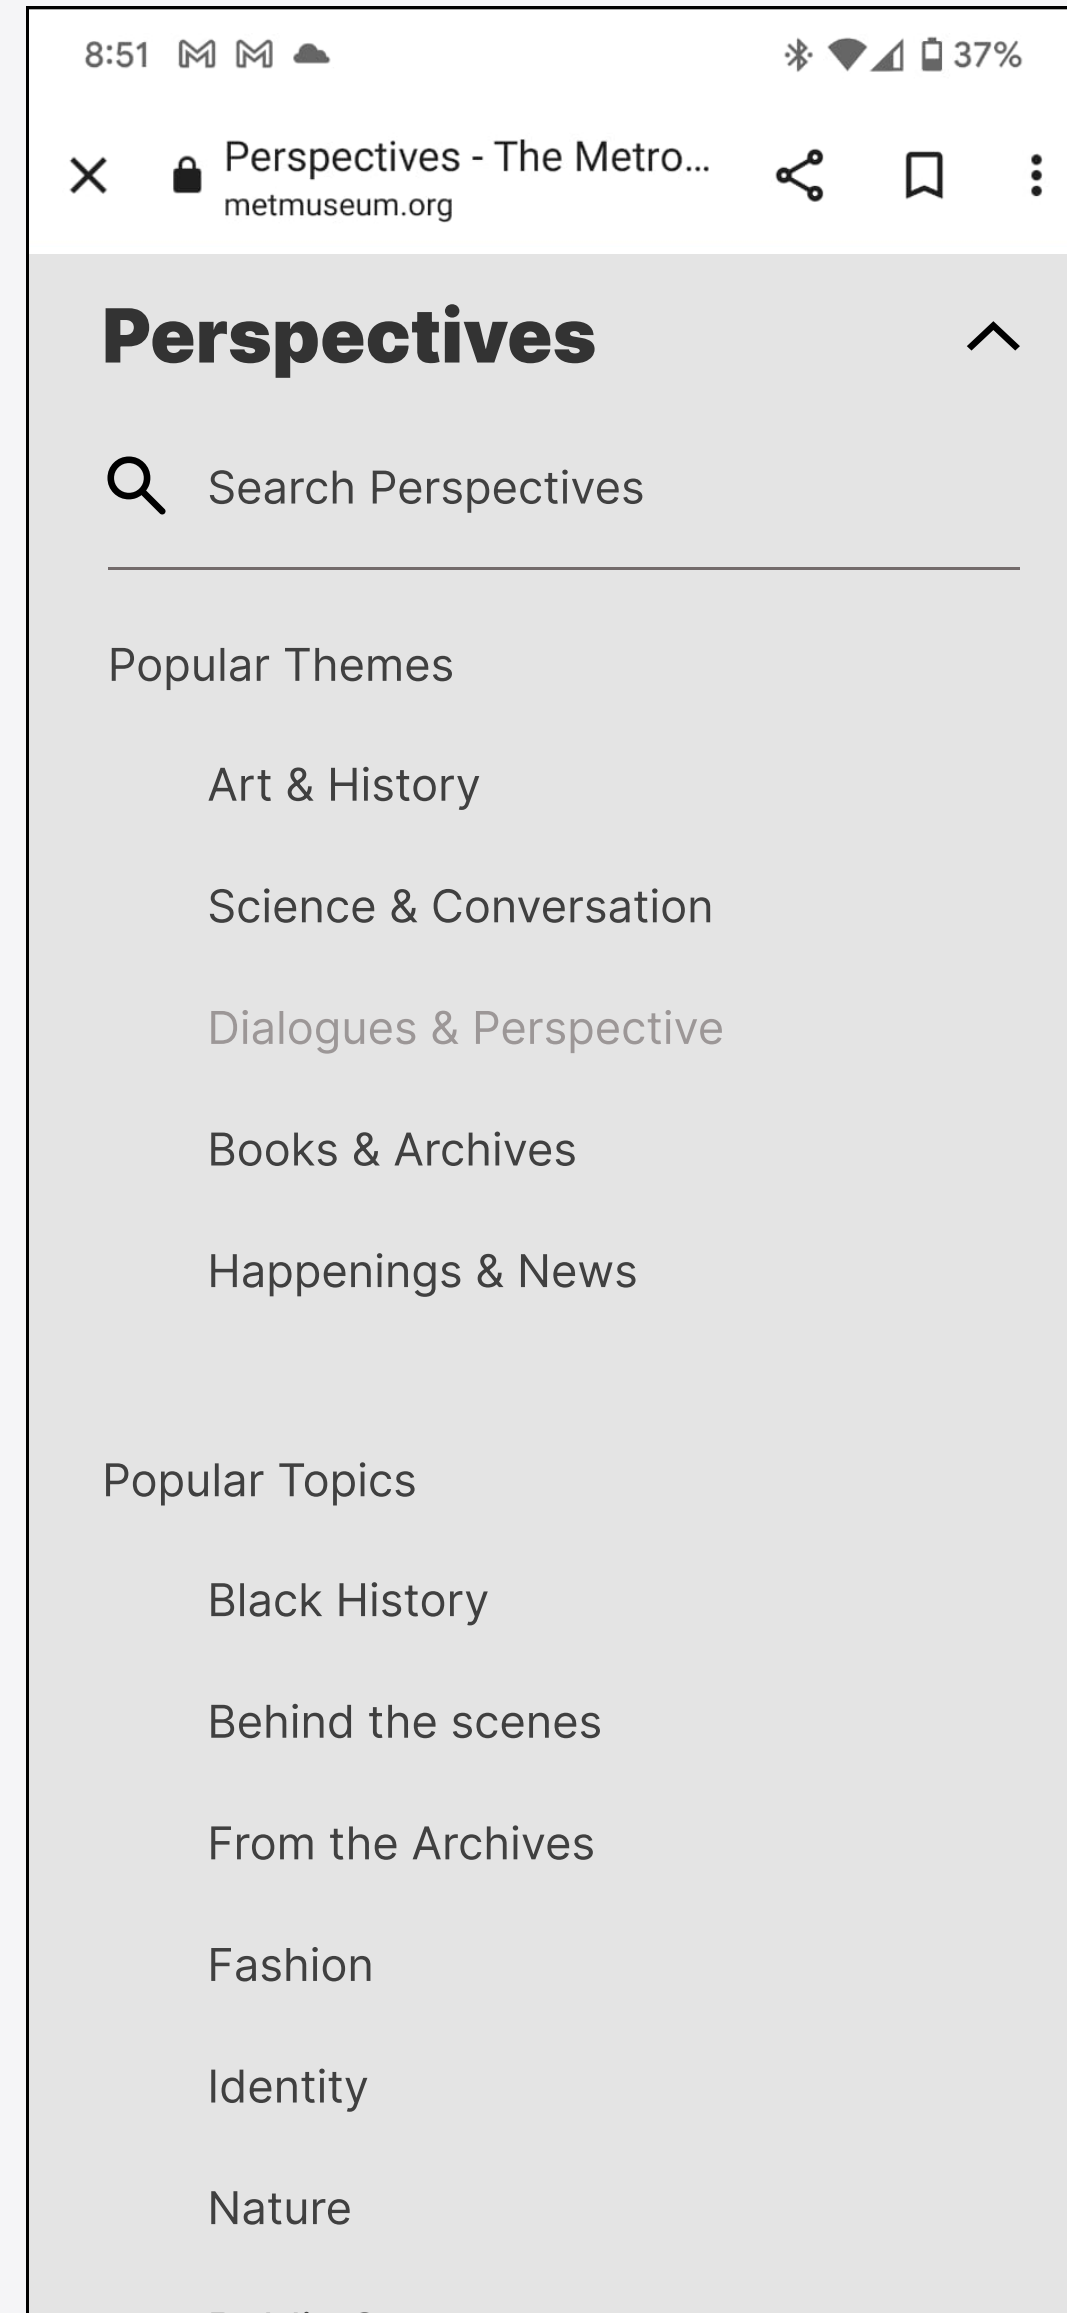 8:51
37%
Perspectives - The Metro...
metmuseum.org
Perspectives
Search Perspectives
Popular Themes
Art & History
Science & Conversation
Dialogues & Perspective
Books & Archives
Happenings & News
Popular Topics
Black History
Behind the scenes
From the Archives
Fashion
Identity
Nature